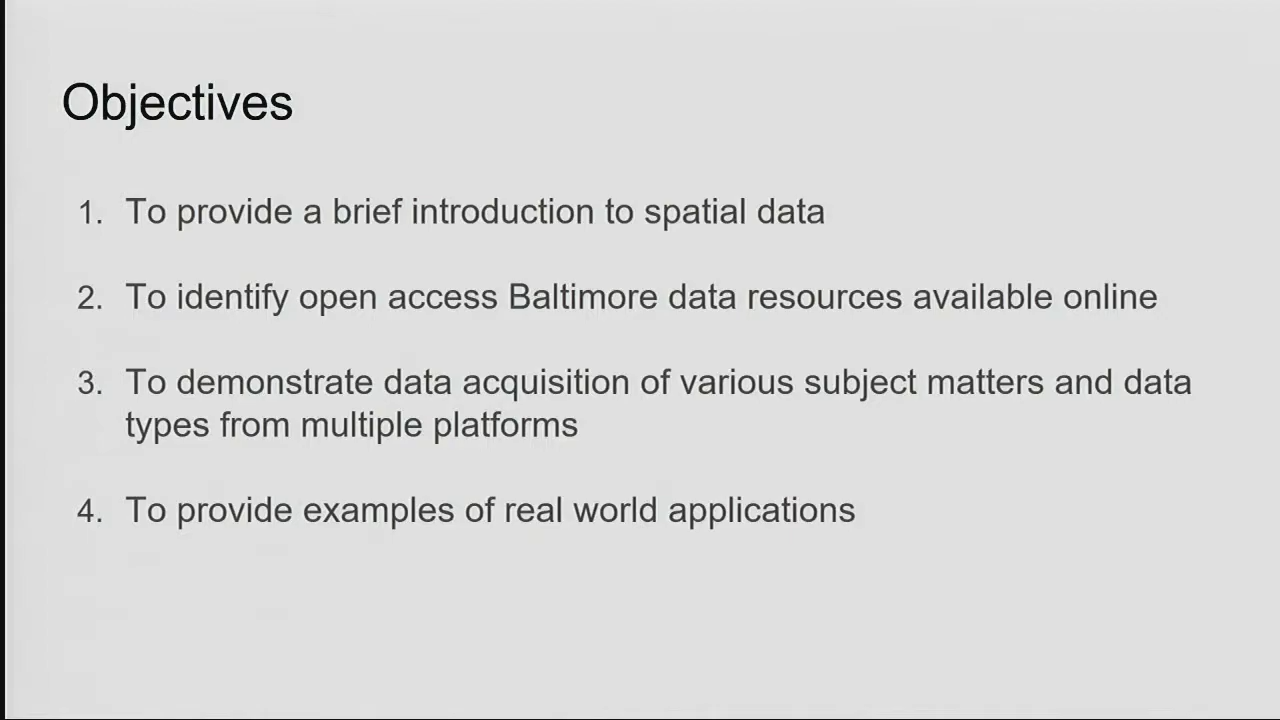 Objectives
1. To provide a brief introduction to spatial data
2. To identify open access Baltimore data resources available online
3. To demonstrate data acquisition of various subject matters and data
types from multiple platforms
4. To provide examples of real world applications